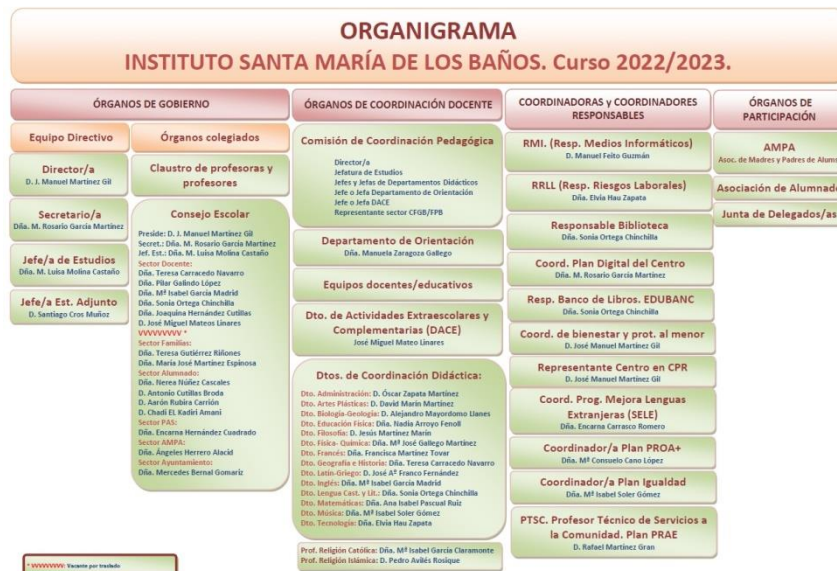 ORGANIGRAMA
INSTITUTO SANTA MARÍA DE LOS BAÑOS. Curso 2022/2023.
ÓRGANOS DE GOBIERNO
Equipo Directivo
Director/a
D. J. Manuel Martínez Gil
Secretario/a
Dña. M. Rosario García Martínez
Jefe/a de Estudios
Dña. M. Luisa Molina Castaño
Jefe/a Est. Adjunto
D. Santiago Cros Muñoz
Órganos colegiados
Claustro de profesoras y
profesores
Consejo Escolar
Preside: D. J. Manuel Martínez Gil
Secret.: Dña. M. Rosario García Martínez
Jef. Est.: Dña. M. Luisa Molina Castaño
Sector Docente:
Dña. Teresa Carracedo Navarro
Dña. Pilar Galindo López
Dña. Mª Isabel García Madrid
Dña. Sonia Ortega Chinchilla
Dña. Joaquina Hernández Cutillas
D. José Miguel Mateos Linares
VVVVVVVVV *
Sector Familias:
Dña. Teresa Gutiérrez Riñones
Dña. María José Martínez Espinosa
Sector Alumnado:
Dña. Nerea Núñez Cascales
D. Antonio Cutillas Broda
D. Aarón Rubira Carrión
D. Chadi EL Kadiri Amani
Sector PAS:
Dña. Encarna Hernández Cuadrado
Sector AMPA:
Dña. Ángeles Herrero Alacid
Sector Ayuntamiento:
Dña. Mercedes Bernal Gomariz
* VVVVVVVV: Vacante por traslado
ÓRGANOS DE COORDINACIÓN DOCENTE
Comisión de Coordinación Pedagógica
Director/a
Jefatura de Estudios
Jefes y Jefas de Departamentos Didácticos
Jefe o Jefa Departamento de Orientación
Jefe o Jefa DACE
Representante sector CFGB/FPB
Departamento de Orientación
Dña. Manuela Zaragoza Gallego
Equipos docentes/educativos
Dto. de Actividades Extraescolares y
Complementarias (DACE)
José Miguel Mateo Linares
Dtos. de Coordinación Didáctica:
Dto. Administración: D. Óscar Zapata Martínez
Dto. Artes Plásticas: D. David Marín Martínez
Dto. Biología-Geología: D. Alejandro Mayordomo Llanes
Dto. Educación Física: Dña. Nadia Arroyo Fenoll
Dto. Filosofía: D. Jesús Martínez Marín
Dto. Física- Química: Dña. Mª José Gallego Martínez
Dto. Francés: Dña. Francisca Martínez Tovar
Dto. Geografía e Historia: Dña. Teresa Carracedo Navarro
Dto. Latín-Griego: D. José Aº Franco Fernández
Dto. Inglés: Dña. Mª Isabel García Madrid
Dto. Lengua Cast. y Lit.: Dña. Sonia Ortega Chinchilla
Dto. Matemáticas: Dña. Ana Isabel Pascual Ruiz
Dto. Música: Dña. Mª Isabel Soler Gómez
Dto. Tecnología: Dña. Elvia Hau Zapata
Prof. Religión Católica: Dña. Mª Isabel García Claramonte
Prof. Religión Islámica: D. Pedro Avilés Rosique
COORDINADORAS y COORDINADORES
RESPONSABLES
RMI. (Resp. Medios Informáticos)
D. Manuel Feito Guzmán
RRLL (Resp. Riesgos Laborales)
Dña. Elvia Hau Zapata
Responsable Biblioteca
Dña. Sonia Ortega Chinchilla
Coord. Plan Digital del Centro
Dña. M. Rosario García Martínez
Resp. Banco de Libros. EDUBANC
Dña. Sonia Ortega Chinchilla
Coord. de bienestar y prot. al menor
D. José Manuel Martínez Gil
Representante Centro en CPR
D. José Manuel Martínez Gil
Coord. Prog. Mejora Lenguas
Extranjeras (SELE)
Dña. Encarna Carrasco Romero
Coordinador/a Plan PROA+
Dña. Mª Consuelo Cano López
Coordinador/a Plan Igualdad
Dña. Mª Isabel Soler Gómez
PTSC. Profesor Técnico de Servicios a
la Comunidad. Plan PRAE
D. Rafael Martínez Gran
ÓRGANOS DE
PARTICIPACIÓN
AMPA
Asoc. de Madres y Padres de Alum
Asociación de Alumnado
Junta de Delegados/as